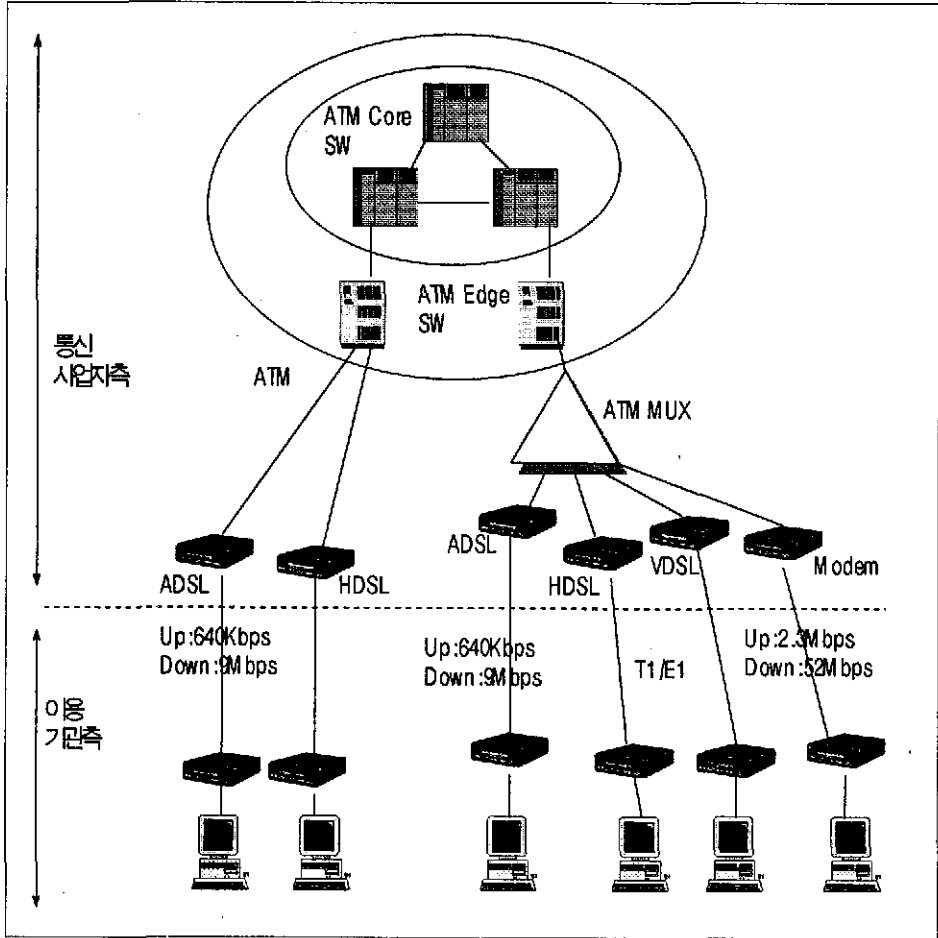 ATM Core
SW
ATM Edge
SW
통신
사업자측
ATM
ATM MUX
ADSL
HDSL
ADSL
HDSL
VDSL
Modem
Up:640Kbps
Down:9Mbps
Up:640Kbps
Down:9Mbps
T1/E1
Up:2.3Mbps
Down:52Mbps
이용
기관측